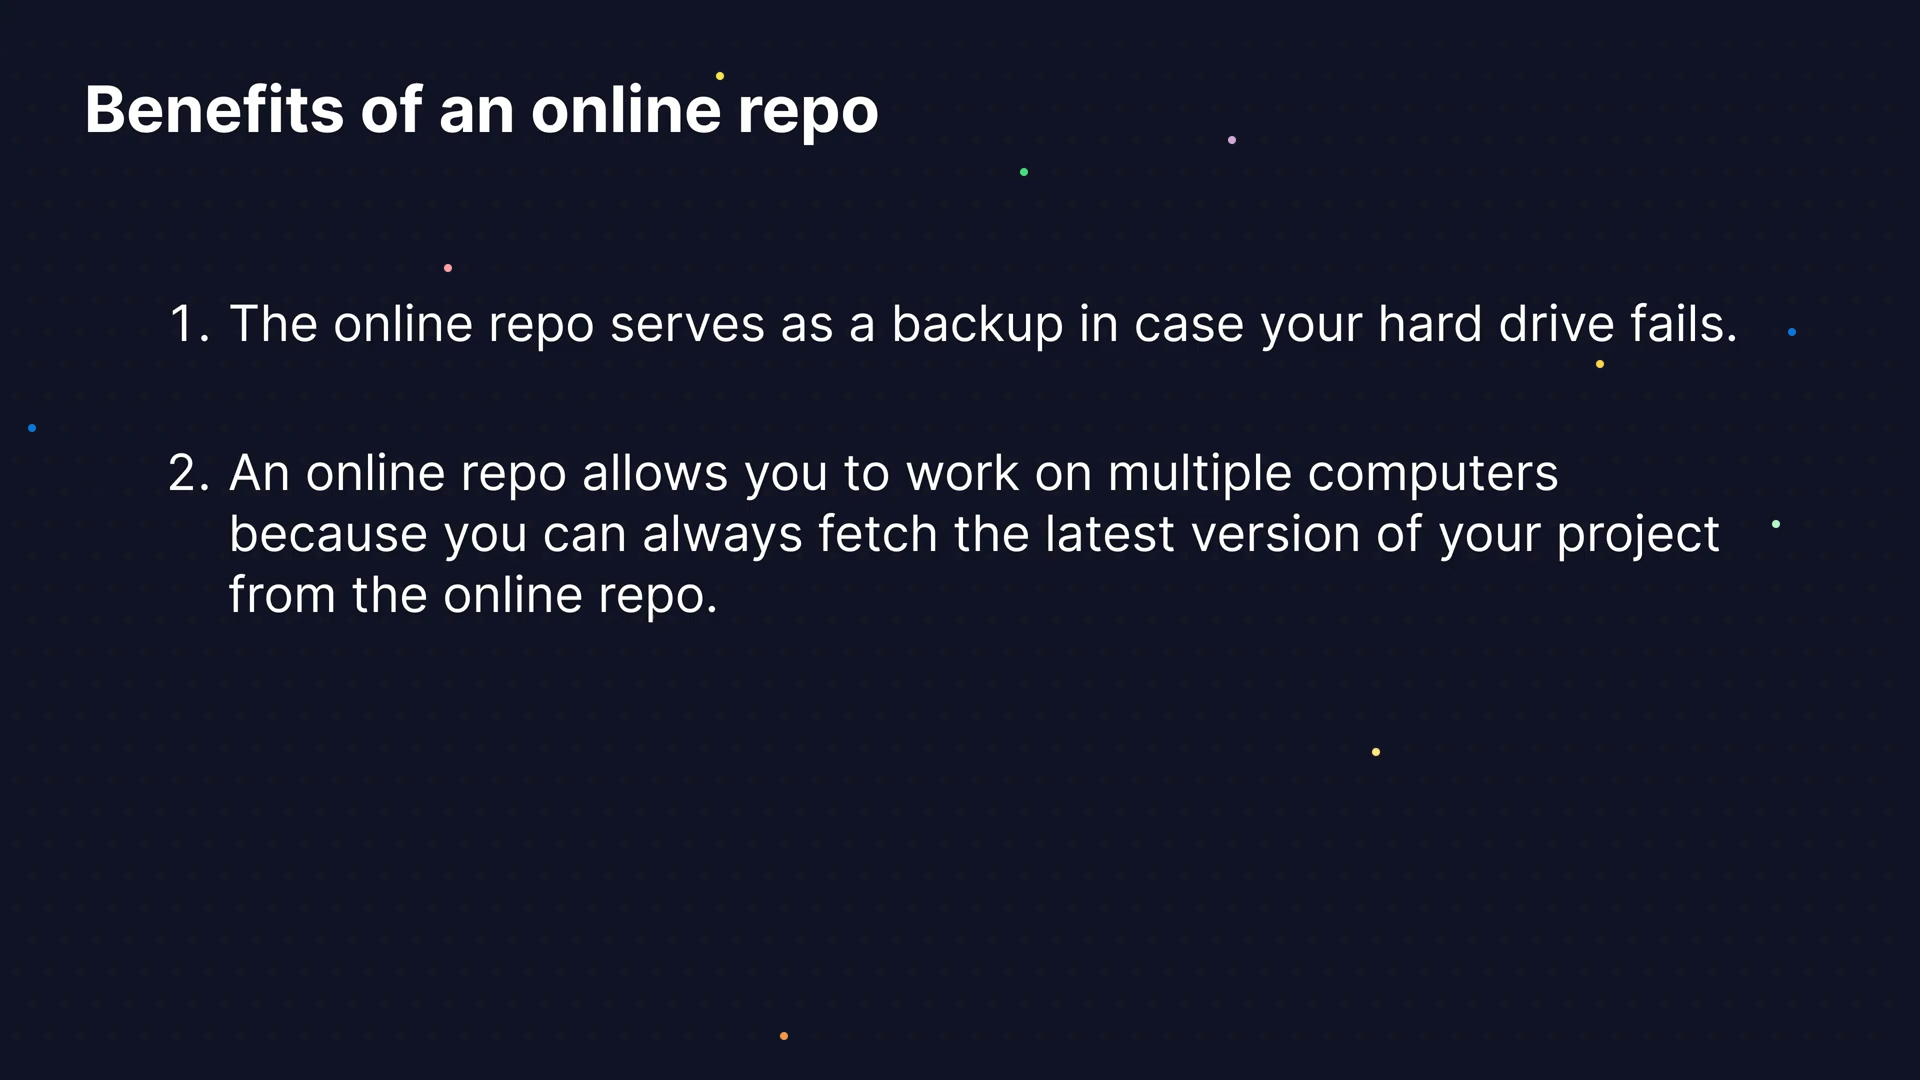 Benefits of an online repo
1. The online repo serves as a backup in case your hard drive fails.
2. An online repo allows you to work on multiple computers
because you can always fetch the latest version of your project
from the online repo.